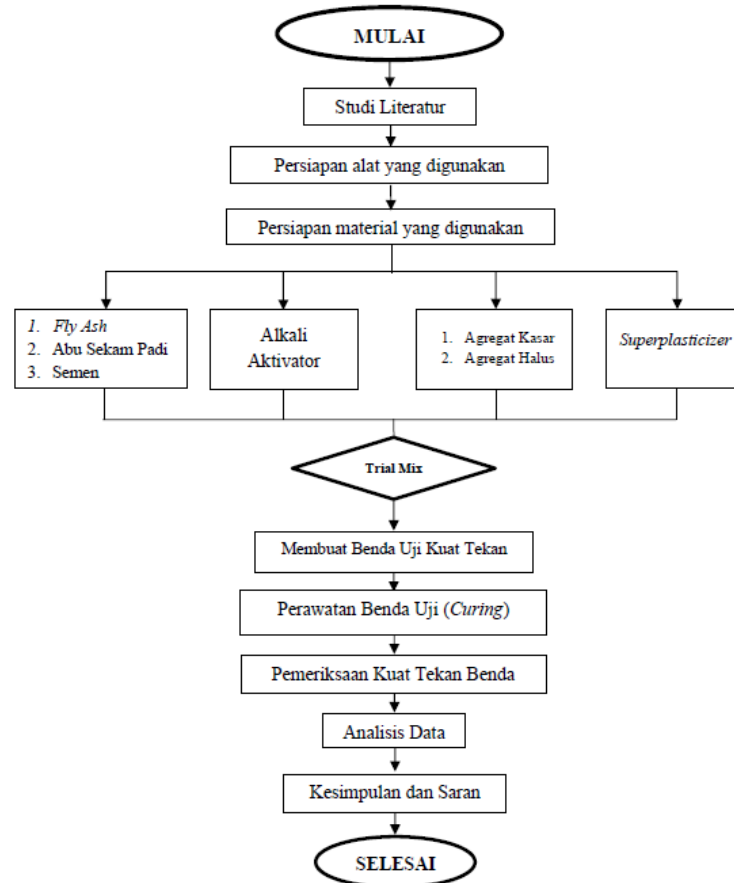 MULAI
Studi Literatur
Persiapan alat yang digunakan
Persiapan material yang digunakan
1. Fly Ash
2. Abu Sekam Padi
3. Semen
Alkali
Aktivator
1. Agregat Kasar
2. Agregat Halus
Superplasticizer
Trial Mix
Membuat Benda Uji Kuat Tekan
Perawatan Benda Uji (Curing)
Pemeriksaan Kuat Tekan Benda
Analisis Data
Kesimpulan dan Saran
SELESAI